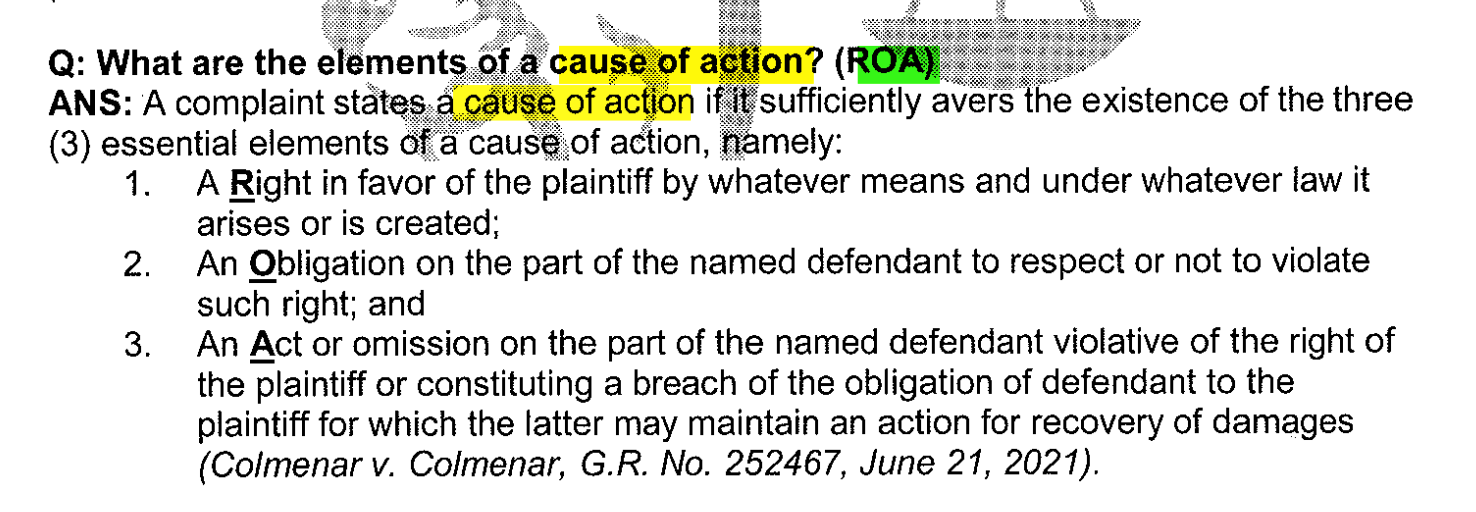 Q: What are the elements of a cause of action? (ROA)
ANS: A complaint states a cause of action if it sufficiently avers the existence of the three
(3) essential elements of a cause of action, namely:
1. A Right in favor of the plaintiff by whatever means and under whatever law it
arises or is created;
2. An Obligation on the part of the named defendant to respect or not to violate
such right; and
3. An Act or omission on the part of the named defendant violative of the right of
the plaintiff or constituting a breach of the obligation of defendant to the
plaintiff for which the latter may maintain an action for recovery of damages
(Colmenar v. Colmenar, G.R. No. 252467, June 21, 2021).